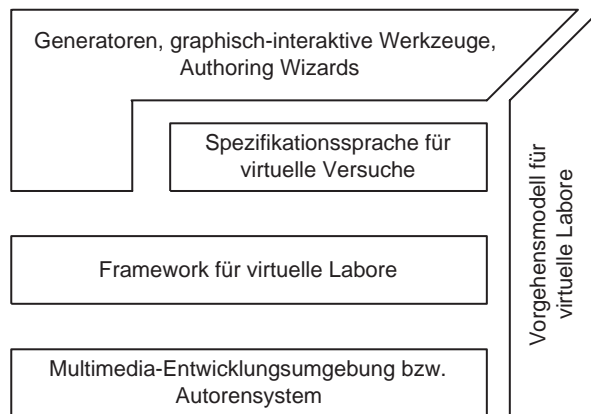 Generatoren, graphisch-interaktive Werkzeuge,
Authoring Wizards
Spezifikationssprache für
virtuelle Versuche
Framework für virtuelle Labore
Multimedia-Entwicklungsumgebung bzw.
Autorensystem
Vorgehensmodell für
virtuelle Labore